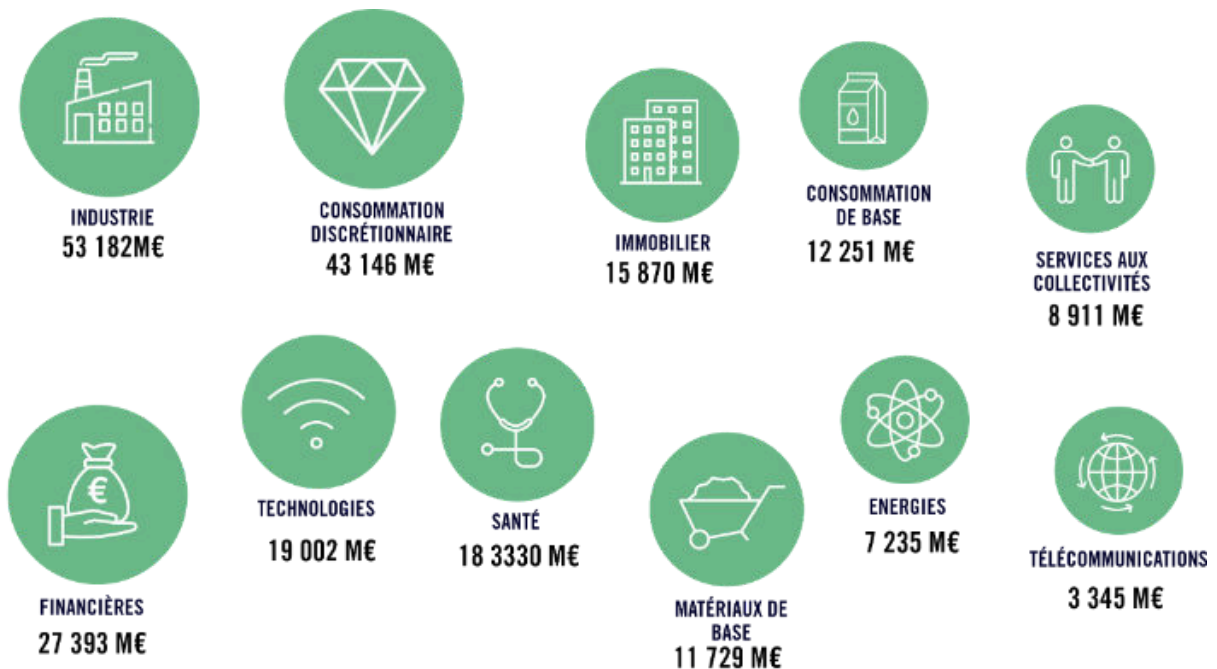 INDUSTRIE
53 182M€
CONSOMMATION
DISCRÉTIONNAIRE
43 146 M€
IMMOBILIER
15 870 M€
CONSOMMATION
DE BASE
12 251 M€
SERVICES AUX
COLLECTIVITÉS
8 911 M€
€
FINANCIÈRES
27 393 M€
TECHNOLOGIES
19 002 M€
SANTÉ
18 3330 M€
MATÉRIAUX DE
BASE
11 729 M€
ENERGIES
7 235 M€
TÉLÉCOMMUNICATIONS
3 345 M€